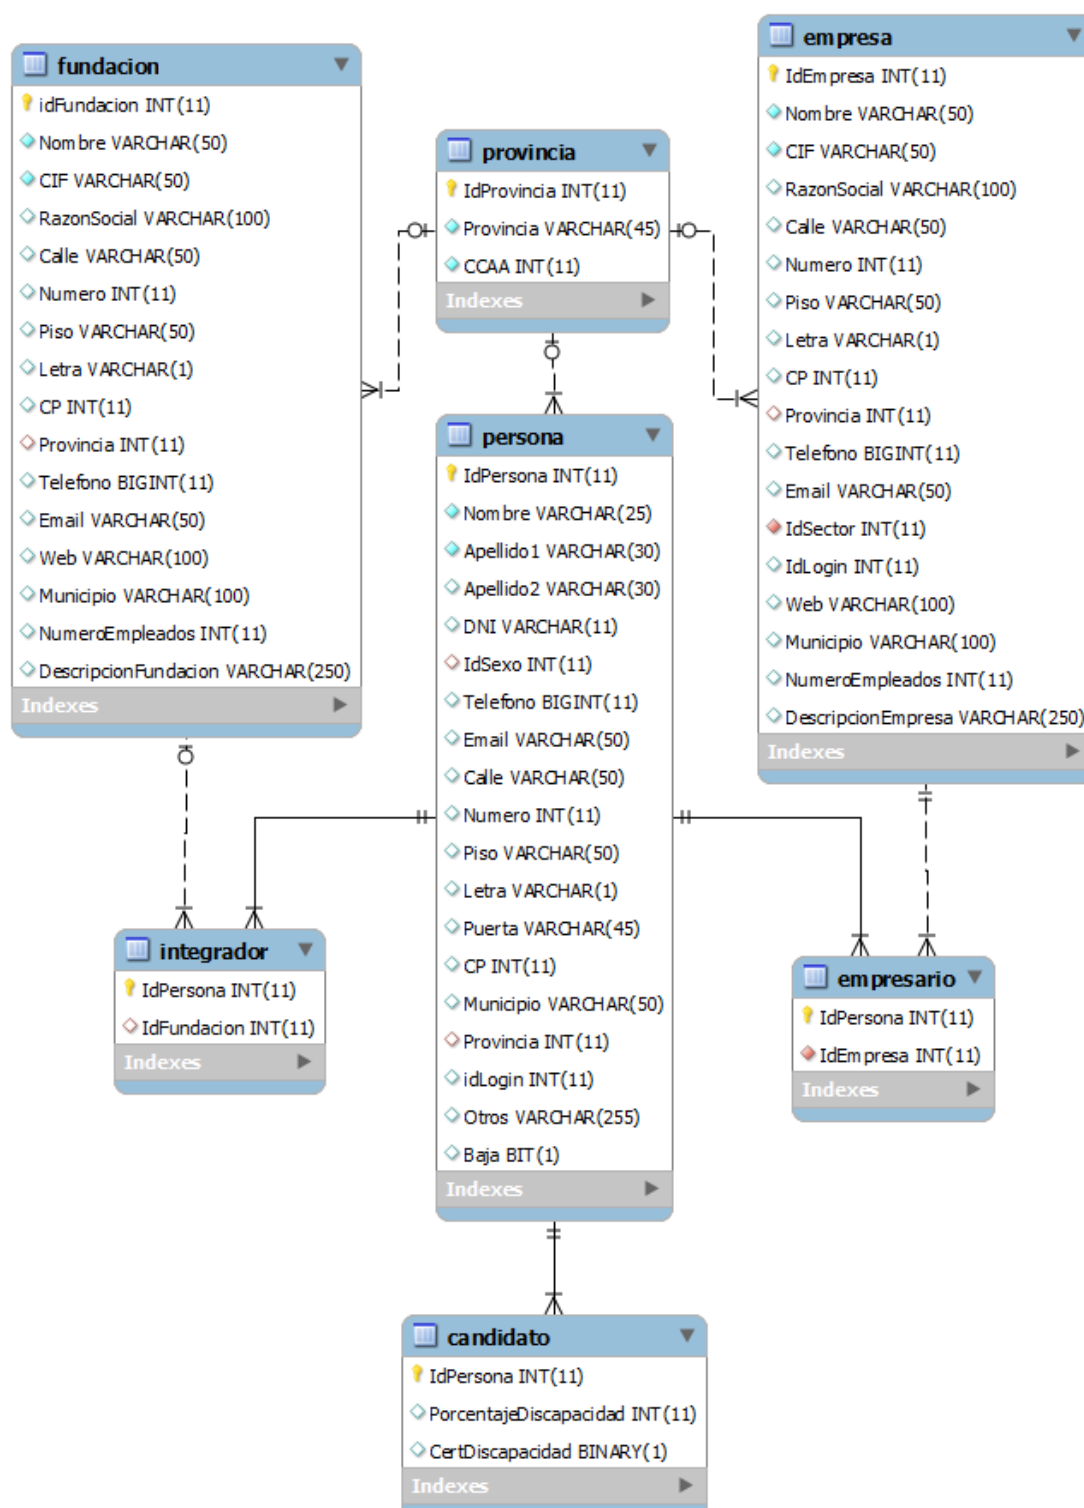 fundacion
idFundacion INT(11)
Nombre VARCHAR(50)
CIF VARCHAR(50)
RazonSocial VARCHAR(100)
Calle VARCHAR(50)
Numero INT(11)
Piso VARCHAR(50)
Letra VARCHAR(1)
CP INT(11)
Provincia INT(11)
Telefono BIGINT(11)
Email VARCHAR(50)
Web VARCHAR(100)
Municipio VARCHAR(100)
NumeroEmpleados INT(11)
DescripcionFundacion VARCHAR(250)
Indexes
provincia
IdProvincia INT(11)
Provincia VARCHAR(45)
CCAA INT(11)
Indexes
empresa
IdEmpresa INT(11)
Nombre VARCHAR(50)
CIF VARCHAR(50)
RazonSocial VARCHAR(100)
Calle VARCHAR(50)
Numero INT(11)
Piso VARCHAR(50)
Letra VARCHAR(1)
CP INT(11)
Provincia INT(11)
Telefono BIGINT(11)
Email VARCHAR(50)
IdSector INT(11)
IdLogin INT(11)
Web VARCHAR(100)
Municipio VARCHAR(100)
NumeroEmpleados INT(11)
DescripcionEmpresa VARCHAR(250)
Indexes
persona
IdPersona INT(11)
Nombre VARCHAR(25)
Apellido1 VARCHAR(30)
Apellido2 VARCHAR(30)
DNI VARCHAR(11)
IdSexo INT(11)
Telefono BIGINT(11)
Email VARCHAR(50)
Calle VARCHAR(50)
Numero INT(11)
Piso VARCHAR(50)
Letra VARCHAR(1)
Puerta VARCHAR(45)
CP INT(11)
Municipio VARCHAR(50)
Provincia INT(11)
idLogin INT(11)
Otros VARCHAR(255)
Baja BIT(1)
Indexes
integrador
IdPersona INT(11)
IdFundacion INT(11)
Indexes
empresario
IdPersona INT(11)
IdEmpresa INT(11)
Indexes
candidato
IdPersona INT(11)
PorcentajeDiscapacidad INT(11)
CertDiscapacidad BINARY(1)
Indexes